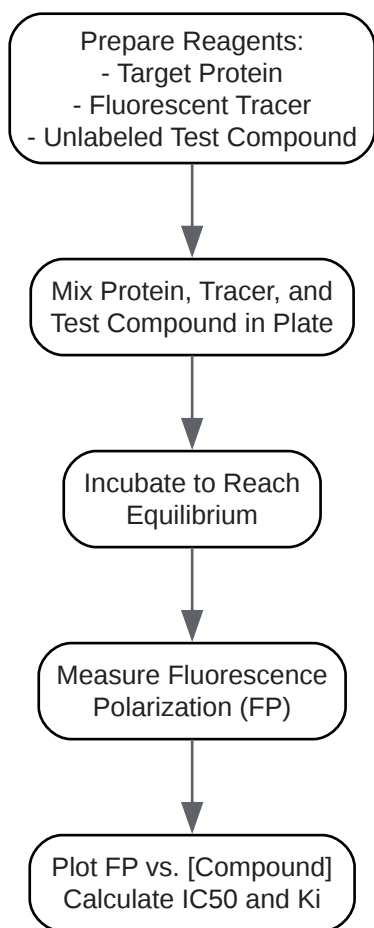 Prepare Reagents:
- Target Protein
- Fluorescent Tracer
- Unlabeled Test Compound
Mix Protein, Tracer, and
Test Compound in Plate
Incubate to Reach
Equilibrium
Measure Fluorescence
Polarization (FP)
Plot FP vs. [Compound]
Calculate IC50 and Ki